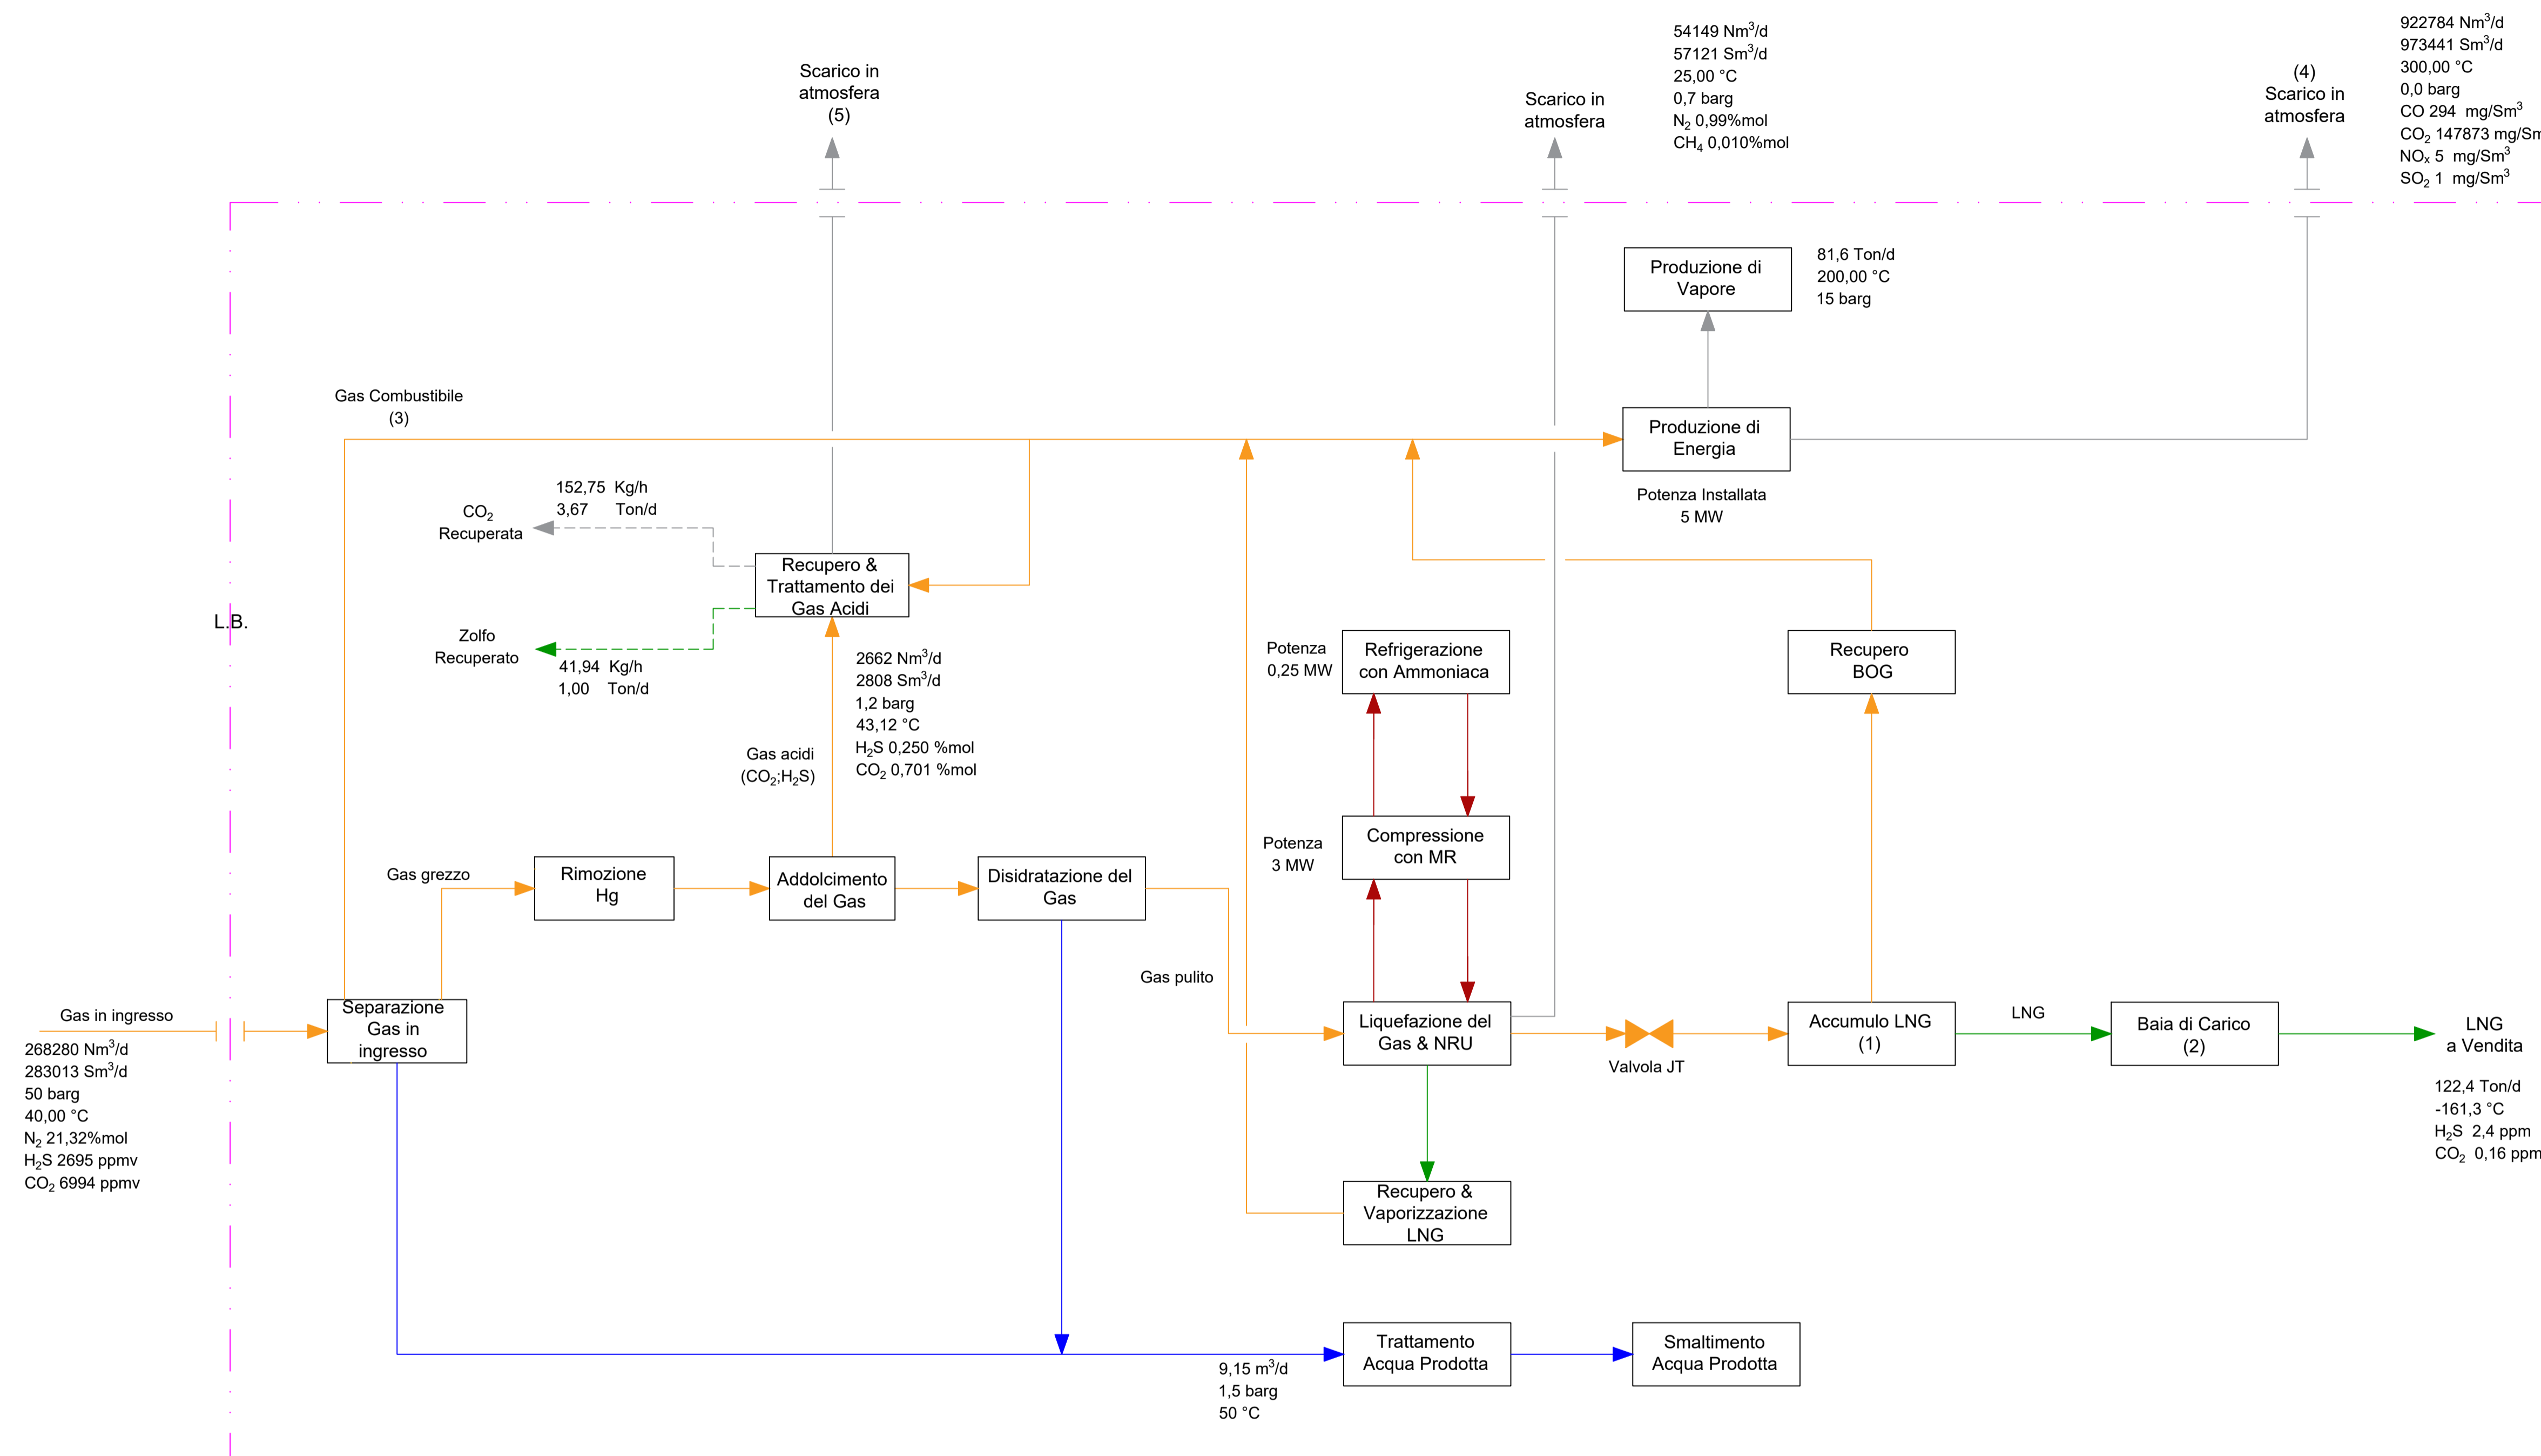 54149 Nm³/d
57121 Sm³/d
25,00 °C
0,7 barg
N₂ 0,99%mol
CH₄ 0,010%mol
922784 Nm³/d
973441 Sm³/d
300,00 °C
0,0 barg
CO 294 mg/Sm³
CO₂ 147873 mg/Sm
NOₓ 5 mg/Sm³
SO₂ 1 mg/Sm³
Scarico in
atmosfera
(5)
Scarico in
atmosfera
(4)
Scarico in
atmosfera
Produzione di
Vapore
81,6 Ton/d
200,00 °C
15 barg
Gas Combustibile
(3)
Produzione di
Energia
Potenza Installata
5 MW
152,75 Kg/h
3,67 Ton/d
CO₂
Recuperata
Recupero &
Trattamento dei
Gas Acidi
L.B.
Zolfo
Recuperato
41,94 Kg/h
1,00 Ton/d
2662 Nm³/d
2808 Sm³/d
1,2 barg
43,12 °C
H₂S 0,250 %mol
CO₂ 0,701 %mol
Gas acidi
(CO₂;H₂S)
Potenza
0,25 MW
Refrigerazione
con Ammoniaca
Recupero
BOG
Potenza
3 MW
Compressione
con MR
Gas grezzo
Rimozione
Hg
Addolcimento
del Gas
Disidratazione del
Gas
Gas pulito
Gas in ingresso
Separazione
Gas in
ingresso
268280 Nm³/d
283013 Sm³/d
50 barg
40,00 °C
N₂ 21,32%mol
H₂S 2695 ppmv
CO₂ 6994 ppmv
Liquefazione del
Gas & NRU
Valvola JT
Accumulo LNG
(1)
LNG
Baia di Carico
(2)
LNG
a Vendita
122,4 Ton/d
-161,3 °C
H₂S 2,4 ppm
CO₂ 0,16 ppm
Recupero &
Vaporizzazione
LNG
9,15 m³/d
1,5 barg
50 °C
Trattamento
Acqua Prodotta
Smaltimento
Acqua Prodotta